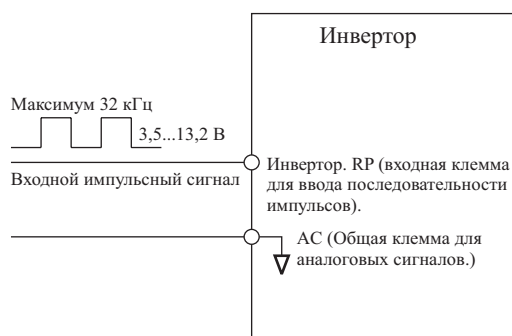 Инвертор
Максимум 32 кГц
3,5...13,2 В
Входной импульсный сигнал
Инвертор. RP (входная клемма
для ввода последовательности
импульсов).
AC (Общая клемма для
аналоговых сигналов.)